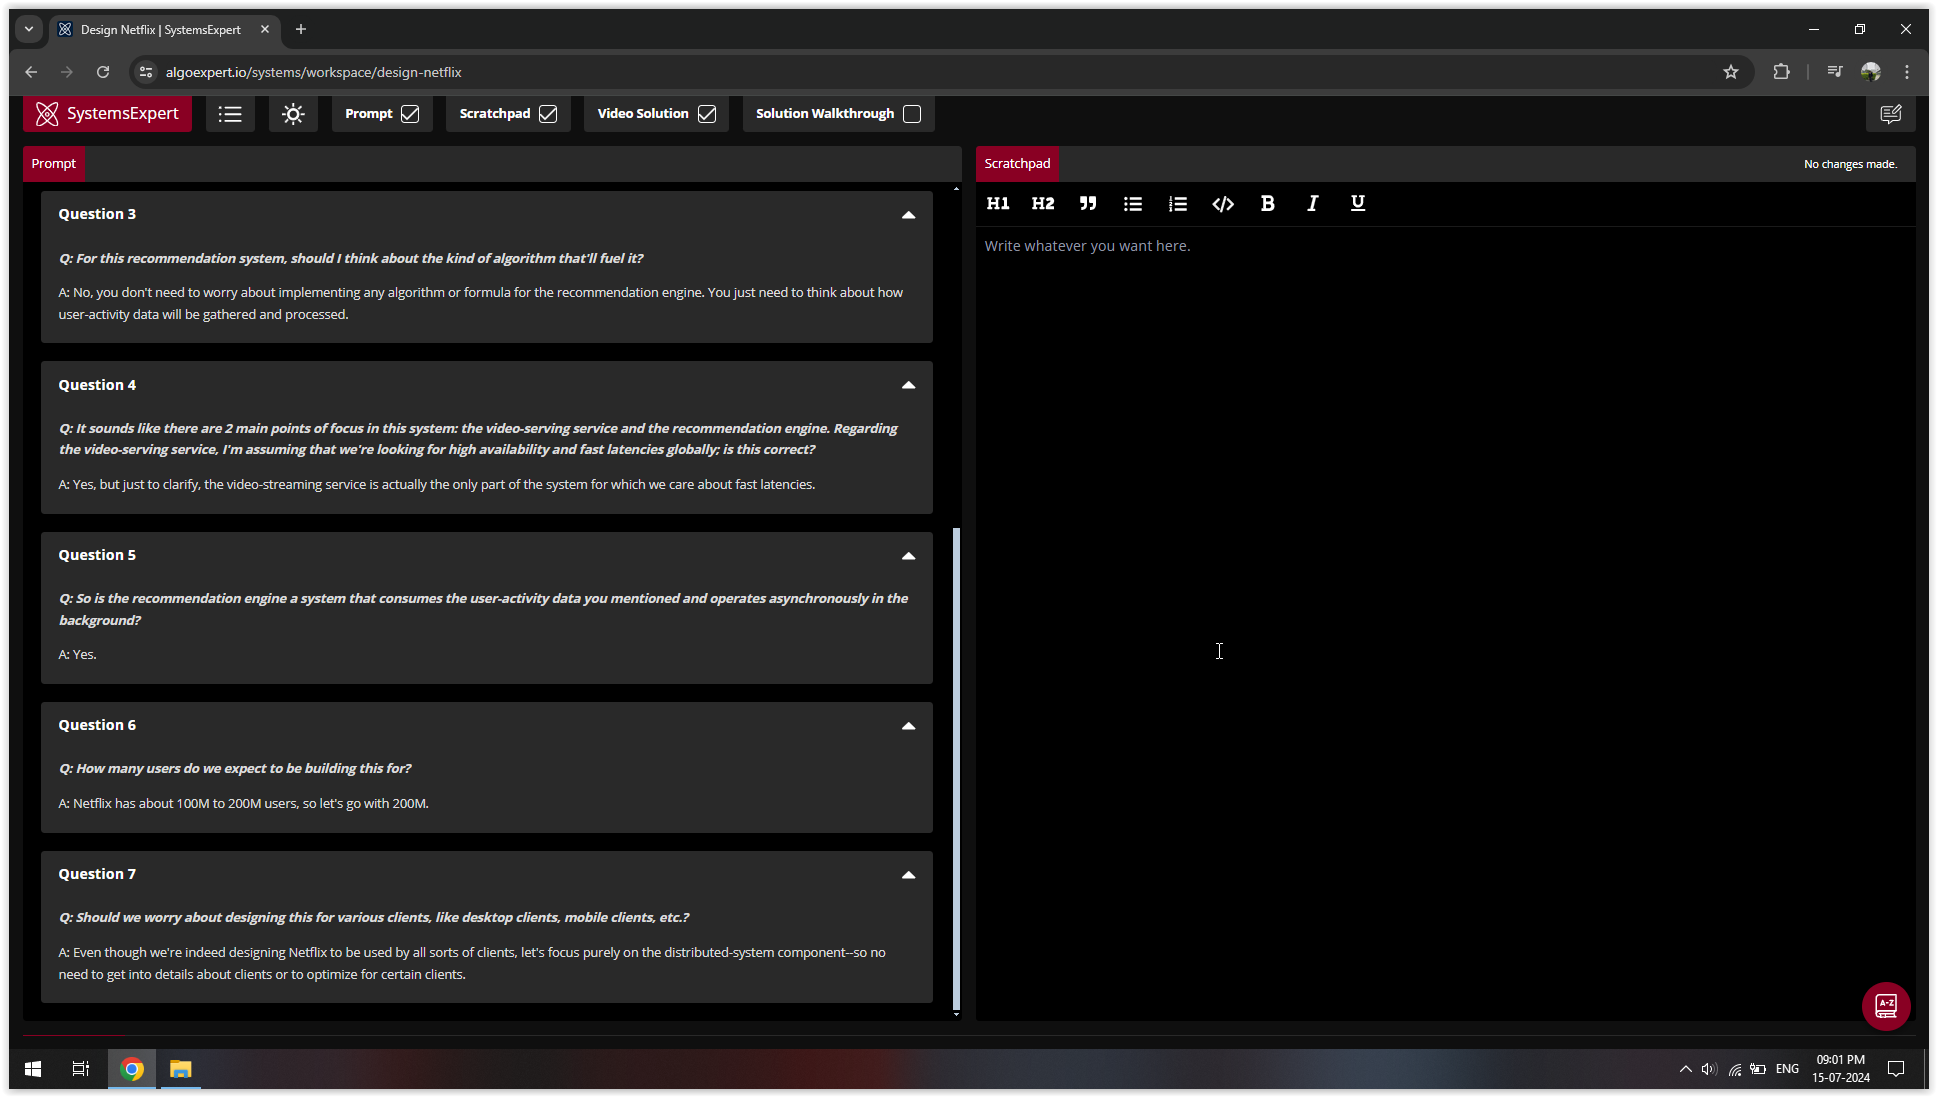 Design Netflix | SystemsExpert
algoexpert.io/systems/workspace/design-netflix
SystemsExpert
Prompt
Scratchpad
Video Solution
Solution Walkthrough
Prompt
Question 3
Q: For this recommendation system, should I think about the kind of algorithm that'll fuel it?
A: No, you don't need to worry about implementing any algorithm or formula for the recommendation engine. You just need to think about how
user-activity data will be gathered and processed.
Question 4
Q: It sounds like there are 2 main points of focus in this system: the video-serving service and the recommendation engine. Regarding
the video-serving service, I'm assuming that we're looking for high availability and fast latencies globally; is this correct?
A: Yes, but just to clarify, the video-streaming service is actually the only part of the system for which we care about fast latencies.
Question 5
Q: So is the recommendation engine a system that consumes the user-activity data you mentioned and operates asynchronously in the
background?
A: Yes.
Question 6
Q: How many users do we expect to be building this for?
A: Netflix has about 100M to 200M users, so let's go with 200M.
Question 7
Q: Should we worry about designing this for various clients, like desktop clients, mobile clients, etc.?
A: Even though we're indeed designing Netflix to be used by all sorts of clients, let's focus purely on the distributed-system component--so no
need to get into details about clients or to optimize for certain clients.
Scratchpad
No changes made.
H1 H2 B I U
Write whatever you want here.
A-Z
ENG
09:01 PM
15-07-2024